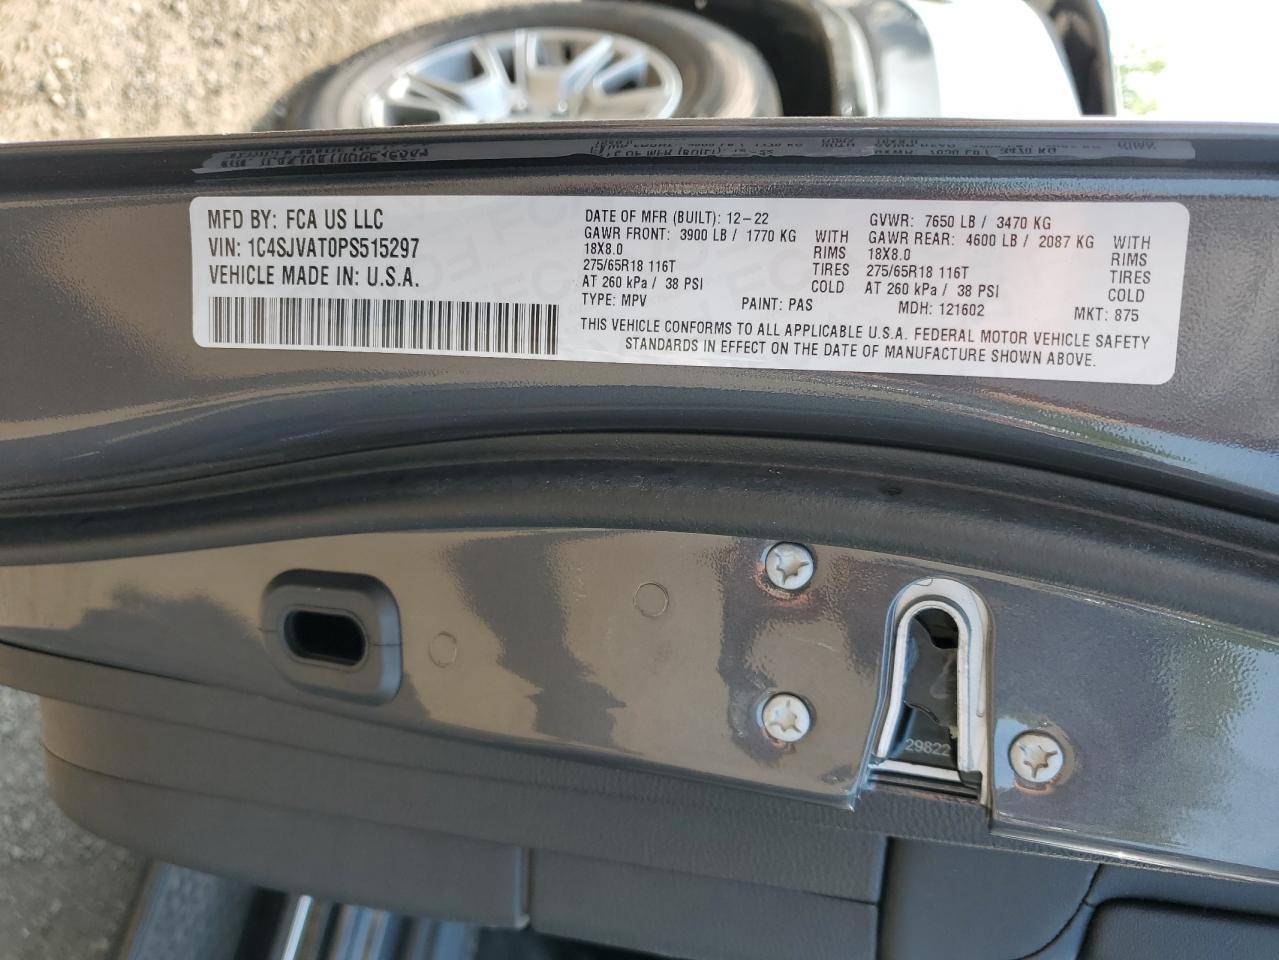 MFD BY: FCA US LLC
VIN: 1C4SJVAT0PS515297
VEHICLE MADE IN: U.S.A.
DATE OF MFR (BUILT): 12-22
GAWR FRONT: 3900 LB / 1770 KG WITH
18X8.0 RIMS
275/65R18 116T TIRES
AT 260 kPa / 38 PSI COLD
TYPE: MPV PAINT: PAS
GVWR: 7650 LB / 3470 KG
GAWR REAR: 4600 LB / 2087 KG WITH
18X8.0 RIMS
275/65R18 116T TIRES
AT 260 kPa / 38 PSI COLD
MDH: 121602 MKT: 875
THIS VEHICLE CONFORMS TO ALL APPLICABLE U.S.A. FEDERAL MOTOR VEHICLE SAFETY
STANDARDS IN EFFECT ON THE DATE OF MANUFACTURE SHOWN ABOVE.
29822